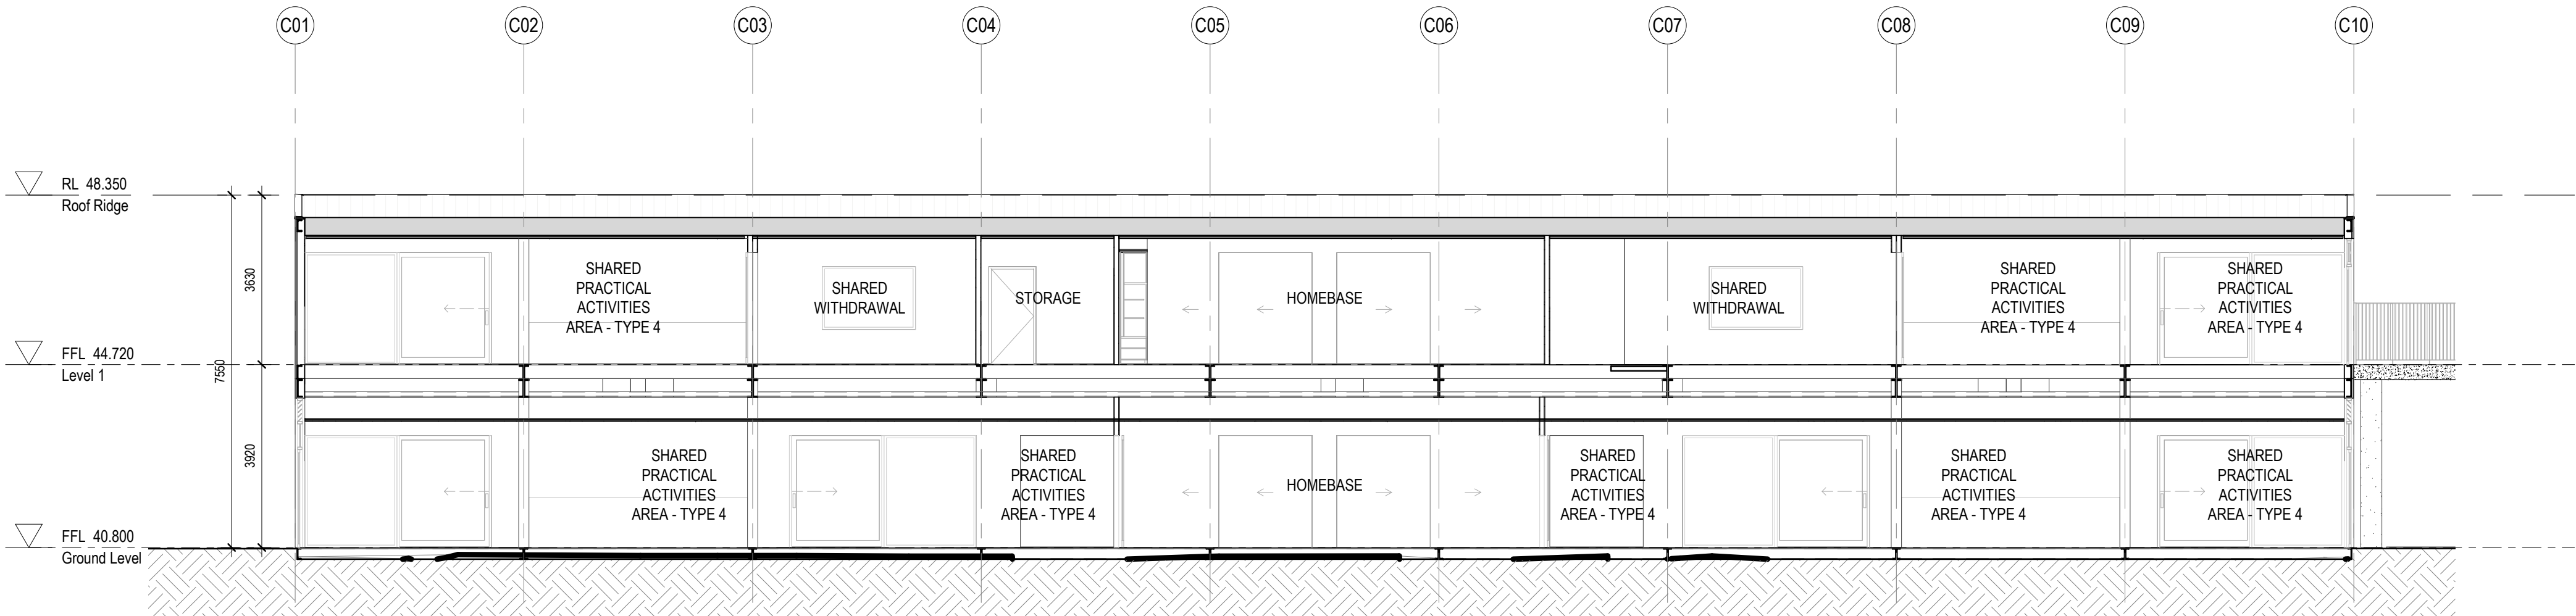 C01
C02
C03
C04
C05
C06
C07
C08
C09
C10
RL 48.350
Roof Ridge
FFL 44.720
Level 1
FFL 40.800
Ground Level
7550
3630
3920
SHARED
PRACTICAL
ACTIVITIES
AREA - TYPE 4
SHARED
WITHDRAWAL
STORAGE
HOMEBASE
SHARED
WITHDRAWAL
SHARED
PRACTICAL
ACTIVITIES
AREA - TYPE 4
SHARED
PRACTICAL
ACTIVITIES
AREA - TYPE 4
SHARED
PRACTICAL
ACTIVITIES
AREA - TYPE 4
SHARED
PRACTICAL
ACTIVITIES
AREA - TYPE 4
HOMEBASE
SHARED
PRACTICAL
ACTIVITIES
AREA - TYPE 4
SHARED
PRACTICAL
ACTIVITIES
AREA - TYPE 4
SHARED
PRACTICAL
ACTIVITIES
AREA - TYPE 4